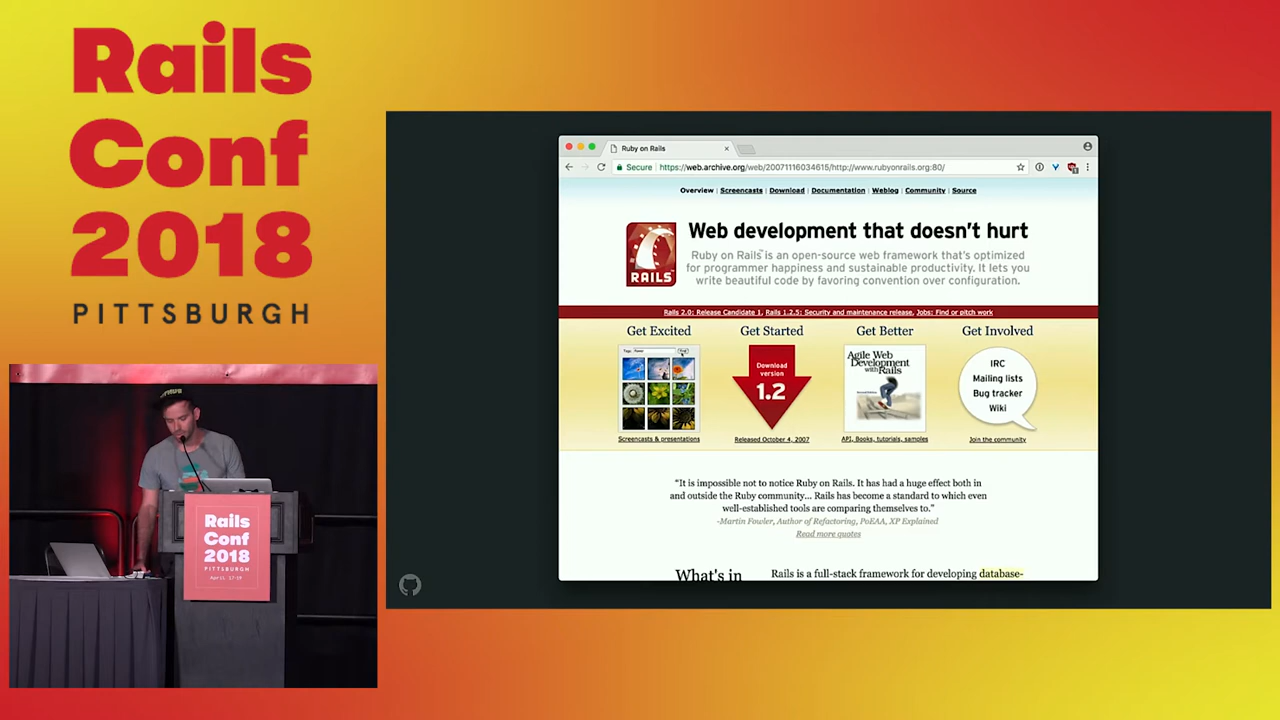 Rails
Conf
2018
PITTSBURGH
Ruby on Rails
Secure
https://web.archive.org/web/20071116034615/http://www.rubyonrails.org:80/
Overview | Screencasts | Download | Documentation | Weblog | Community | Source
RAILS
Web development that doesn't hurt
Ruby on Rails™ is an open-source web framework that's optimized
for programmer happiness and sustainable productivity. It lets you
write beautiful code by favoring convention over configuration.
Rails 2.0: Release Candidate 1, Rails 1.2.5: Security and maintenance release, Jobs: Find or pitch work
Get Excited
Screencasts & presentations
Get Started
Download
version
1.2
Released October 4, 2007
Get Better
Agile Web
Development
with Rails
API, Books, tutorials, samples
Get Involved
IRC
Mailing lists
Bug tracker
Wiki
Join the community
“It is impossible not to notice Ruby on Rails. It has had a huge effect both in
and outside the Ruby community... Rails has become a standard to which even
well-established tools are comparing themselves to.”
-Martin Fowler, Author of Refactoring, PoEAA, XP Explained
Read more quotes
What's in
Rails is a full-stack framework for developing database-
Rails
Conf
2018
PITTSBURGH
April, 17-19